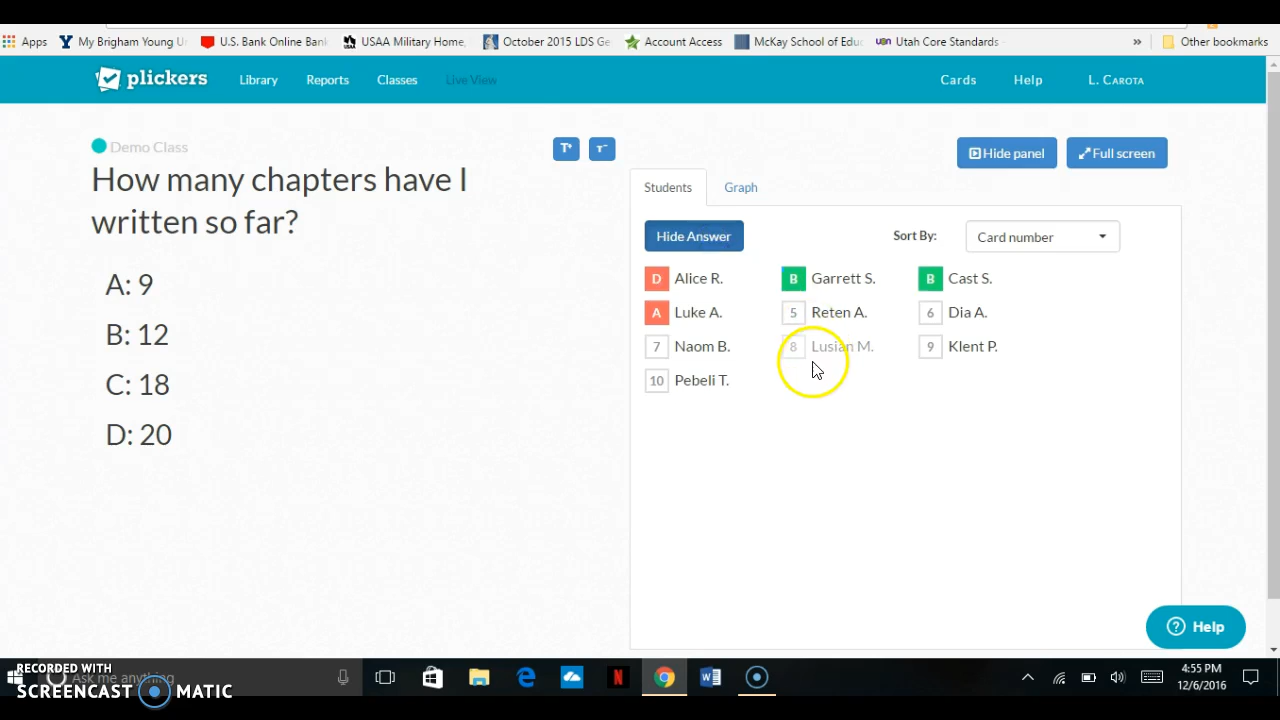 Apps My Brigham Young U U.S. Bank Online Bank USAA Military Home, October 2015 LDS Ge Account Access McKay School of Edu Utah Core Standards » Other bookmarks
plickers Library Reports Classes Live View Cards Help L. CAROTA
Demo Class T+ T- Hide panel Full screen
How many chapters have I
written so far?
A: 9
B: 12
C: 18
D: 20
Students Graph
Hide Answer Sort By: Card number
D Alice R. B Garrett S. B Cast S.
A Luke A. 5 Reten A. 6 Dia A.
7 Naom B. 8 Lusian M. 9 Klent P.
10 Pebeli T.
? Help
RECORDED WITH
SCREENCAST MATIC
Ask me anything
4:55 PM
12/6/2016